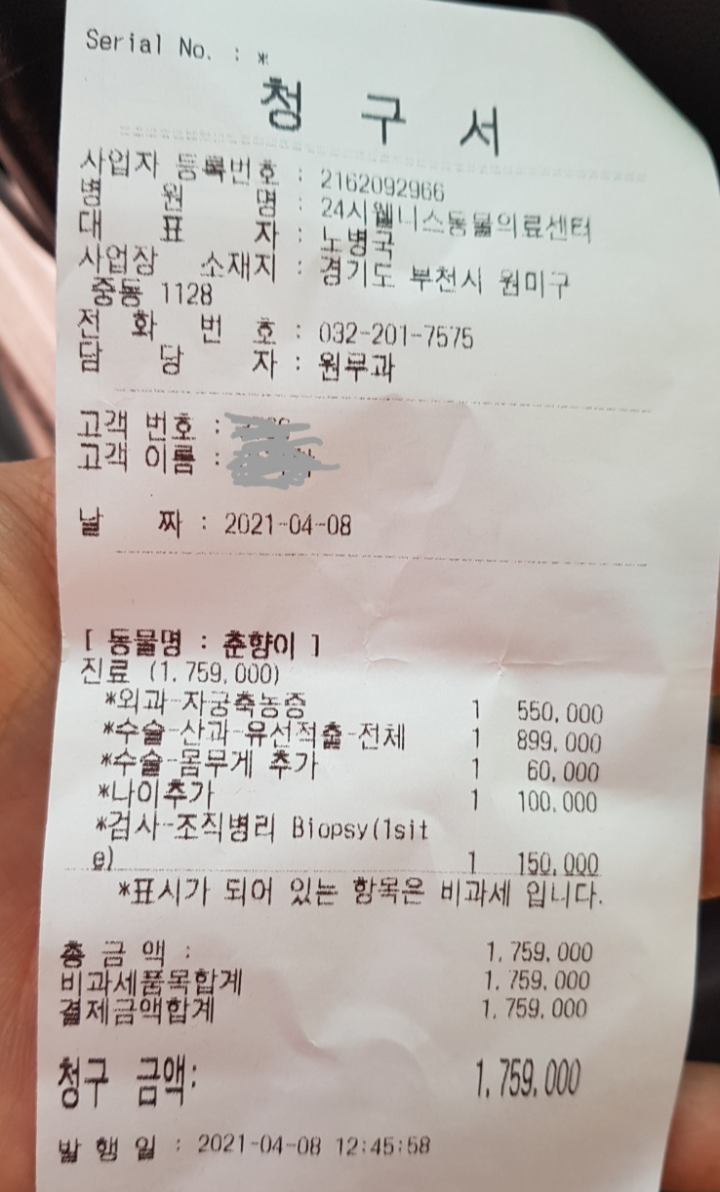 Serial No. : *
청 구 서
사업자 등록번호 : 2162092966
병 원 명 : 24시웰니스동물의료센터
대 표 자 : 노병국
사업장 소재지 : 경기도 부천시 원미구
중동 1128
전 화 번 호 : 032-201-7575
담 당 자 : 원무과
고객 번호 :
고객 이름 :
날 짜 : 2021-04-08
[ 동물명 : 춘향이 ]
진료 (1,759,000)
*외과-자궁축농증 1 550,000
*수술-산과-유선적출-전체 1 899,000
*수술-몸무게 추가 1 60,000
*나이추가 1 100,000
*검사-조직병리 Biopsy(1sit
e) 1 150,000
*표시가 되어 있는 항목은 비과세 입니다.
총 금 액 : 1,759,000
비과세품목합계 1,759,000
결제금액합계 1,759,000
청구 금액: 1,759,000
발 행 일 : 2021-04-08 12:45:58